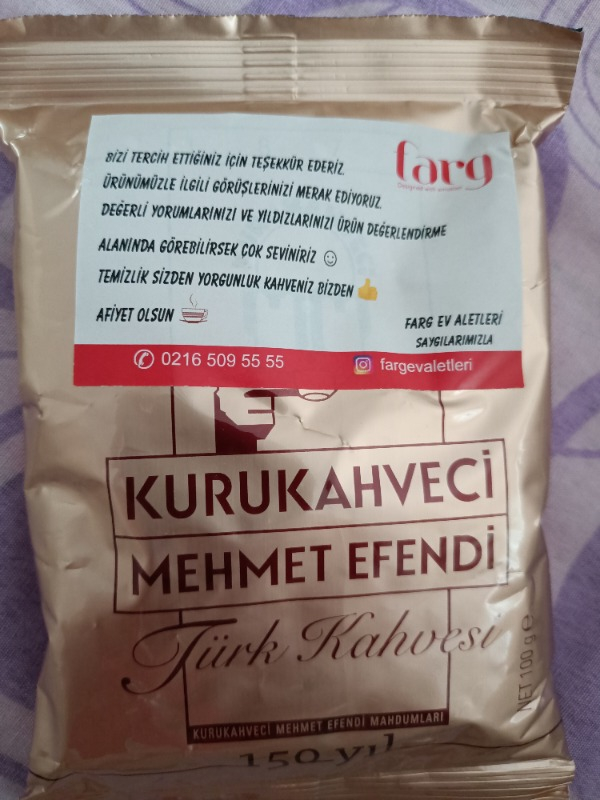 BİZİ TERCİH ETTİĞİNİZ İÇİN TEŞEKKÜR EDERİZ.
farg
ÜRÜNÜMÜZLE İLGİLİ GÖRÜŞLERİNİZİ MERAK EDİYORUZ.
DEĞERLİ YORUMLARINIZI VE YILDIZLARINIZI ÜRÜN DEĞERLENDİRME
ALANINDA GÖREBİLİRSEK ÇOK SEVİNİRİZ ☺
TEMİZLİK SİZDEN YORGUNLUK KAHVENİZ BİZDEN 👍
AFİYET OLSUN ☕
FARG EV ALETLERİ
SAYGILARIMIZLA
0216 509 55 55
fargevaletleri
KURUKAHVECİ
MEHMET EFENDİ
Türk Kahvesi
NET 100 g e
KURUKAHVECİ MEHMET EFENDİ MAHDUMLARI
150 yıl